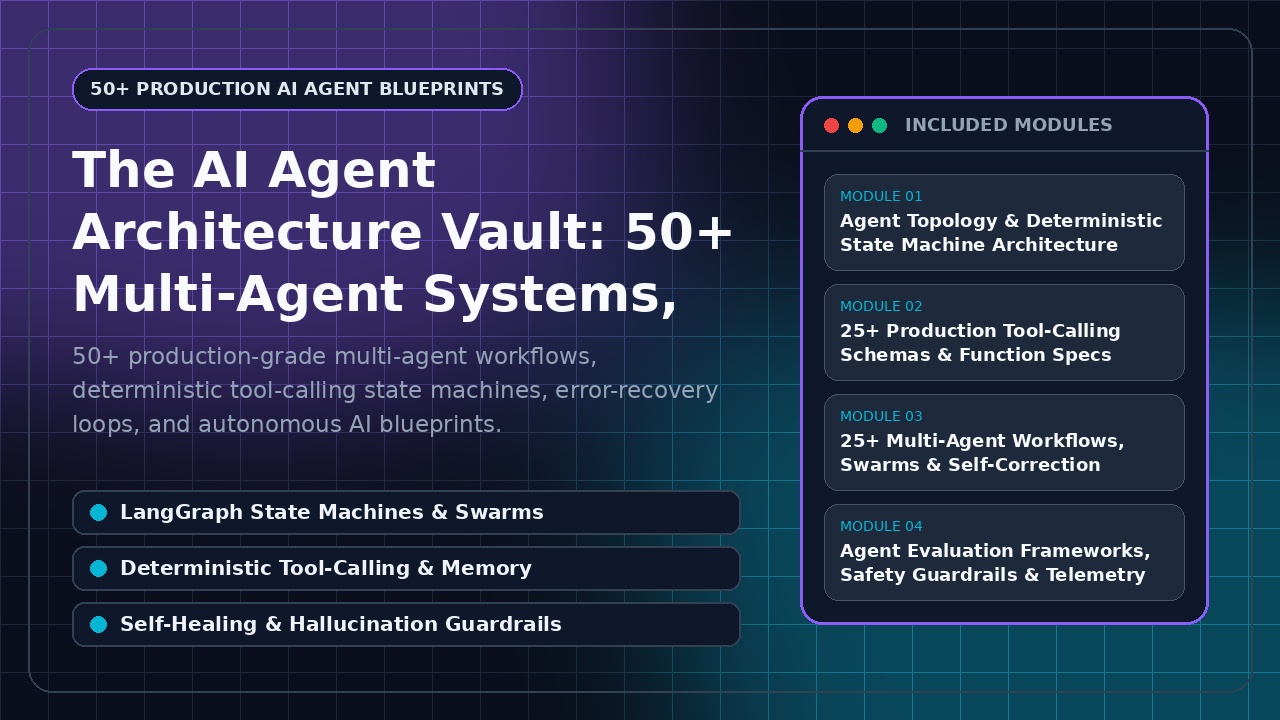 50+ PRODUCTION AI AGENT BLUEPRINTS
The AI Agent
Architecture Vault: 50+
Multi-Agent Systems,
50+ production-grade multi-agent workflows,
deterministic tool-calling state machines, error-recovery
loops, and autonomous AI blueprints.
LangGraph State Machines & Swarms
Deterministic Tool-Calling & Memory
Self-Healing & Hallucination Guardrails
INCLUDED MODULES
MODULE 01
Agent Topology & Deterministic
State Machine Architecture
MODULE 02
25+ Production Tool-Calling
Schemas & Function Specs
MODULE 03
25+ Multi-Agent Workflows,
Swarms & Self-Correction
MODULE 04
Agent Evaluation Frameworks,
Safety Guardrails & Telemetry